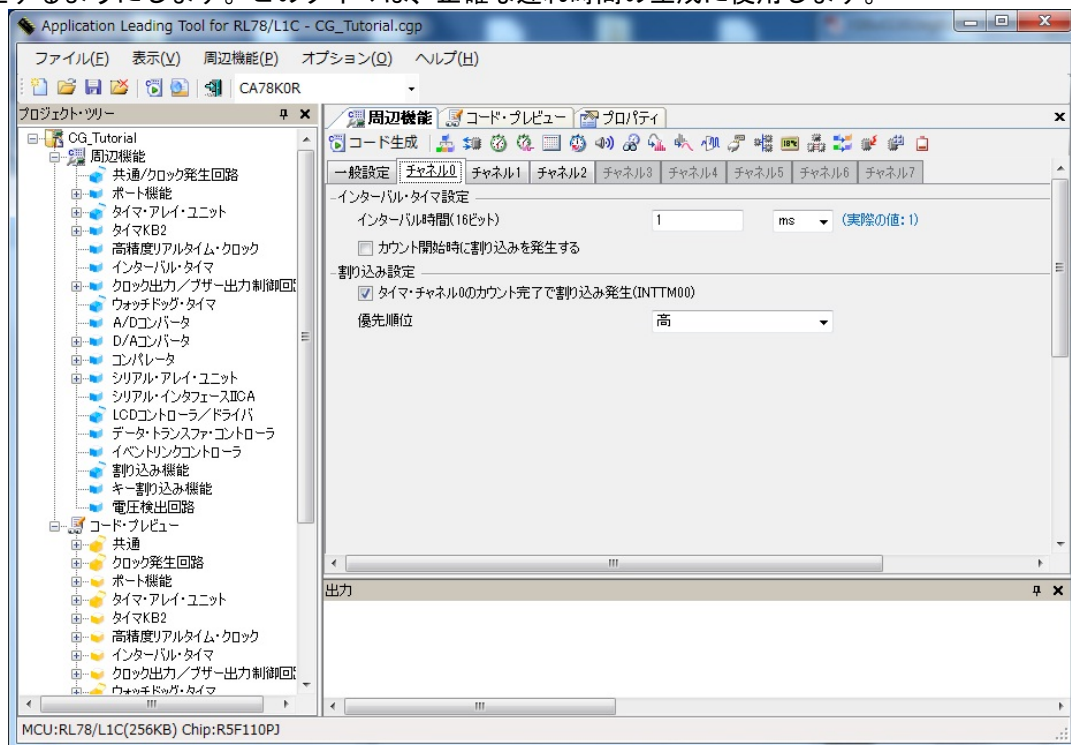 Application Leading Tool for RL78/L1C - CG_Tutorial.cgp
ファイル(F) 表示(V) 周辺機能(P) オプション(O) ヘルプ(H)
CA78K0R
プロジェクト・ツリー
CG_Tutorial
周辺機能
共通/クロック発生回路
ポート機能
タイマ・アレイ・ユニット
タイマKB2
高精度リアルタイム・クロック
インターバル・タイマ
クロック出力/ブザー出力制御回
ウォッチドッグ・タイマ
A/Dコンバータ
D/Aコンバータ
コンパレータ
シリアル・アレイ・ユニット
シリアル・インタフェースIICA
LCDコントローラ/ドライバ
データ・トランスファ・コントローラ
イベントリンクコントローラ
割り込み機能
キー割り込み機能
電圧検出回路
コード・プレビュー
共通
クロック発生回路
ポート機能
タイマ・アレイ・ユニット
タイマKB2
高精度リアルタイム・クロック
インターバル・タイマ
クロック出力/ブザー出力制御回
ウォッチドッグ・タイマ
周辺機能 コード・プレビュー プロパティ
コード生成
一般設定 チャネル0 チャネル1 チャネル2 チャネル3 チャネル4 チャネル5 チャネル6 チャネル7
インターバル・タイマ設定
インターバル時間(16ビット) 1 ms (実際の値: 1)
カウント開始時に割り込みを発生する
割り込み設定
タイマ・チャネル0のカウント完了で割り込み発生(INTTM00)
優先順位 高
出力
MCU:RL78/L1C(256KB) Chip:R5F110PJ